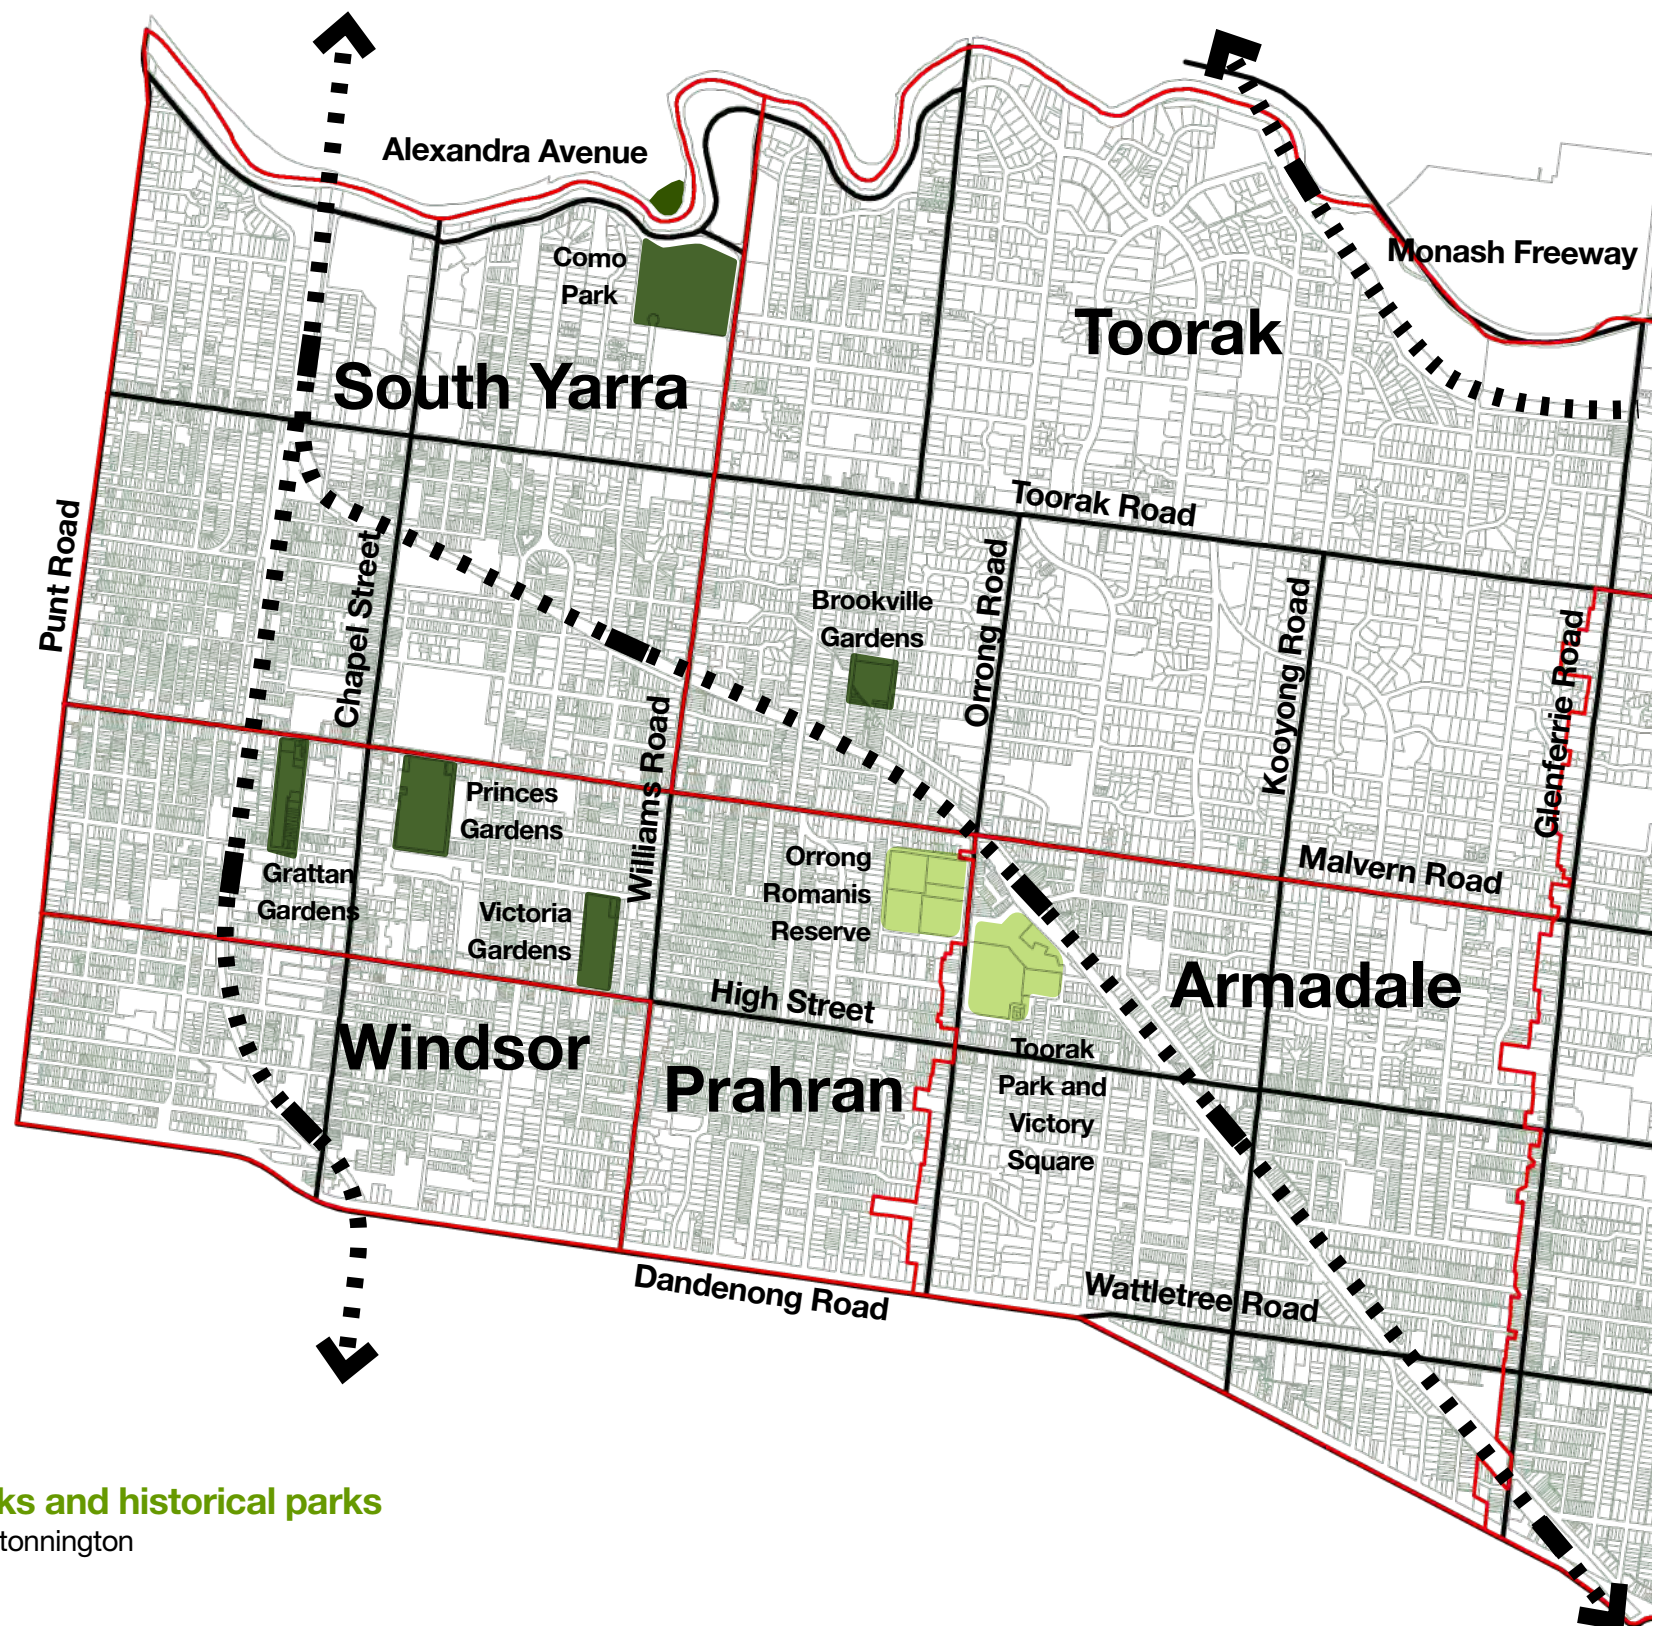 Alexandra Avenue
Como
Park
Monash Freeway
Toorak
South Yarra
Toorak Road
Punt Road
Chapel Street
Brookville
Gardens
Orrong Road
Kooyong Road
Glenferrie Road
Williams Road
Princes
Gardens
Grattan
Gardens
Victoria
Gardens
Orrong
Romanis
Reserve
Malvern Road
High Street
Armadale
Windsor
Prahran
Toorak
Park and
Victory
Square
Dandenong Road
Wattletree Road
ks and historical parks
tonnington